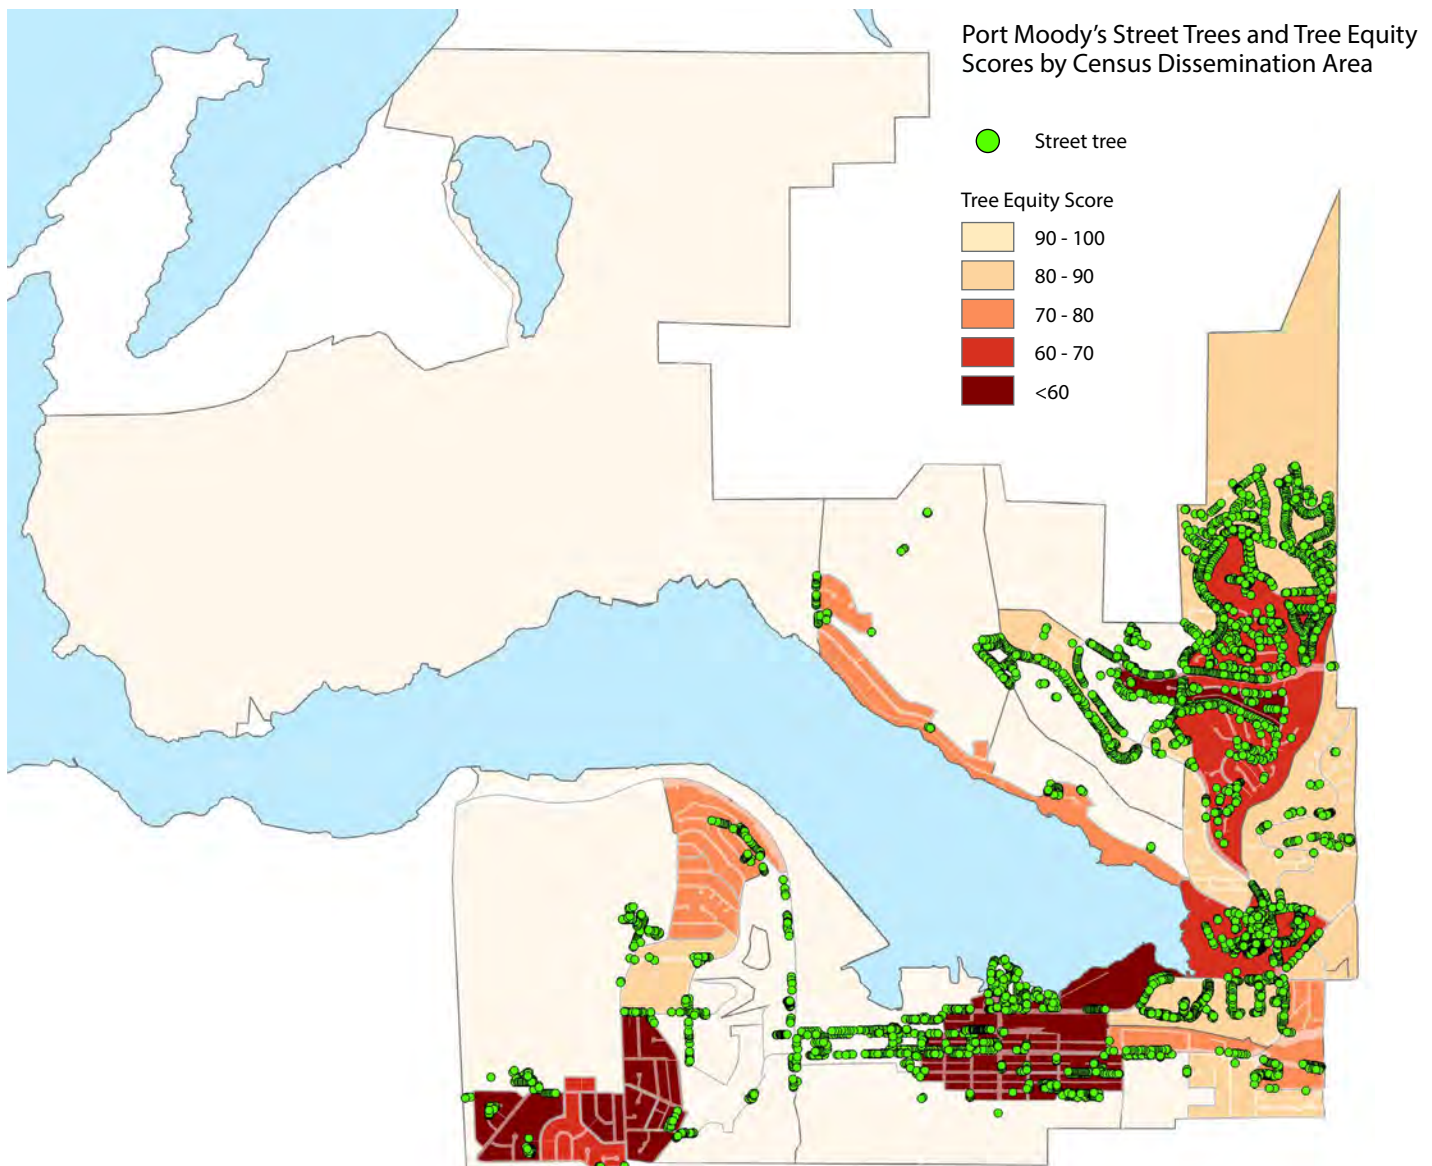 Port Moody's Street Trees and Tree Equity
Scores by Census Dissemination Area
Street tree
Tree Equity Score
90 - 100
80 - 90
70 - 80
60 - 70
<60